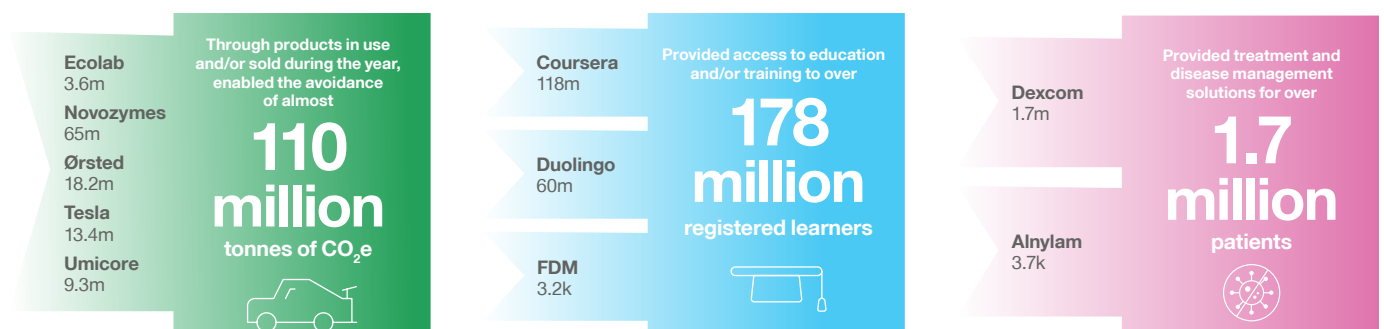 Ecolab
3.6m
Novozymes
65m
Ørsted
18.2m
Tesla
13.4m
Umicore
9.3m
Through products in use
and/or sold during the year,
enabled the avoidance
of almost
110
million
tonnes of CO₂e
Coursera
118m
Duolingo
60m
FDM
3.2k
Provided access to education
and/or training to over
178
million
registered learners
Dexcom
1.7m
Alnylam
3.7k
Provided treatment and
disease management
solutions for over
1.7
million
patients